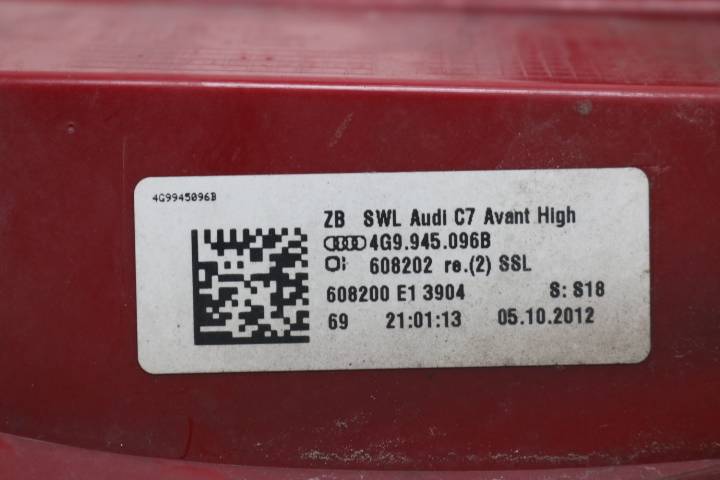 4G9945096B
ZB SWL Audi C7 Avant High
4G9.945.096B
608202 re.(2) SSL
608200 E1 3904 S: S18
69 21:01:13 05.10.2012